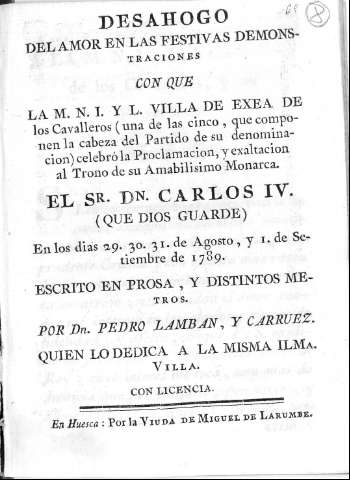 DESAHOGO
DEL AMOR EN LAS FESTIVAS DEMONS-
TRACIONES
CON QUE
LA M. N. I. Y L. VILLA DE EXEA DE
los Cavalleros (una de las cinco, que compo-
nen la cabeza del Partido de su denomina-
cion) celebró la Proclamacion, y exaltacion
al Trono de su Amabilisimo Monarca.
EL SR. DN. CARLOS IV.
(QUE DIOS GUARDE)
En los dias 29. 30. 31. de Agosto, y 1. de Se-
tiembre de 1789.
ESCRITO EN PROSA, Y DISTINTOS ME-
TROS.
POR Dn. PEDRO LAMBAN, Y CARRUEZ.
QUIEN LO DEDICA A LA MISMA ILMA.
VILLA.
CON LICENCIA.
En Huesca: Por la VIUDA DE MIGUEL DE LARUMBE.